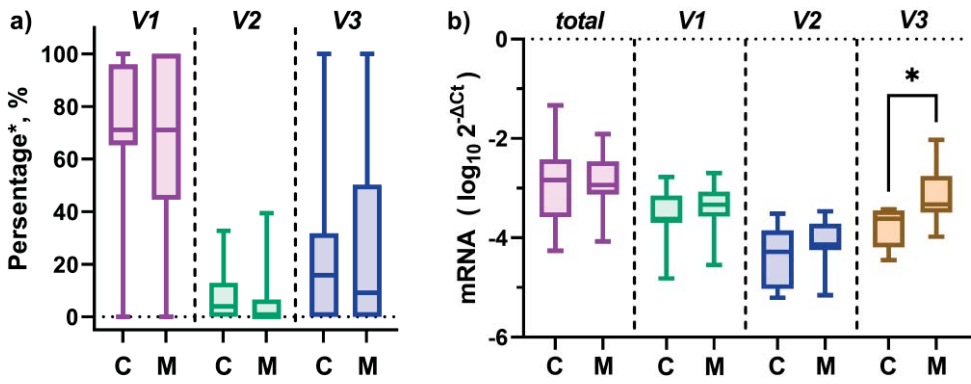 a) V1 V2 V3
Persentage*, %
100
80
60
40
20
0
C M C M C M
b) total V1 V2 V3
mRNA ( log10 2^-ΔCt )
0
-2
-4
-6
*
C M C M C M C M